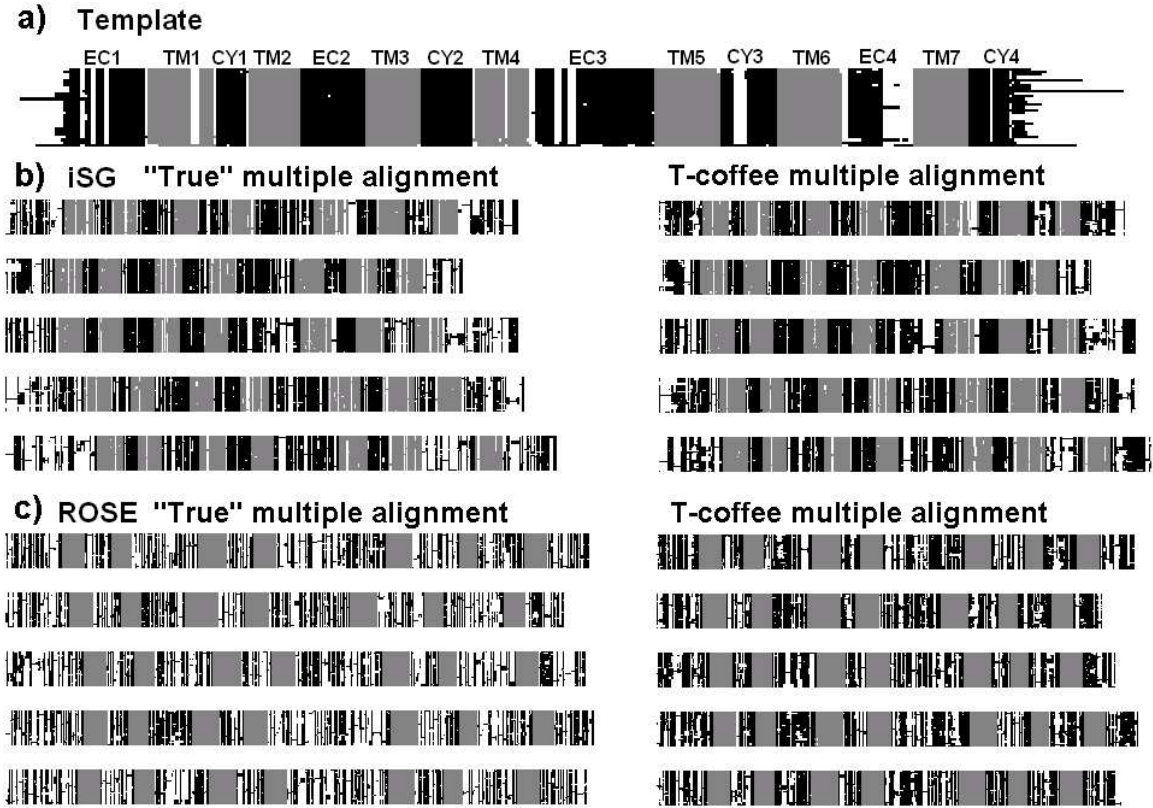 a) Template
EC1 TM1 CY1 TM2 EC2 TM3 CY2 TM4 EC3 TM5 CY3 TM6 EC4 TM7 CY4
b) iSG "True" multiple alignment T-coffee multiple alignment
c) ROSE "True" multiple alignment T-coffee multiple alignment